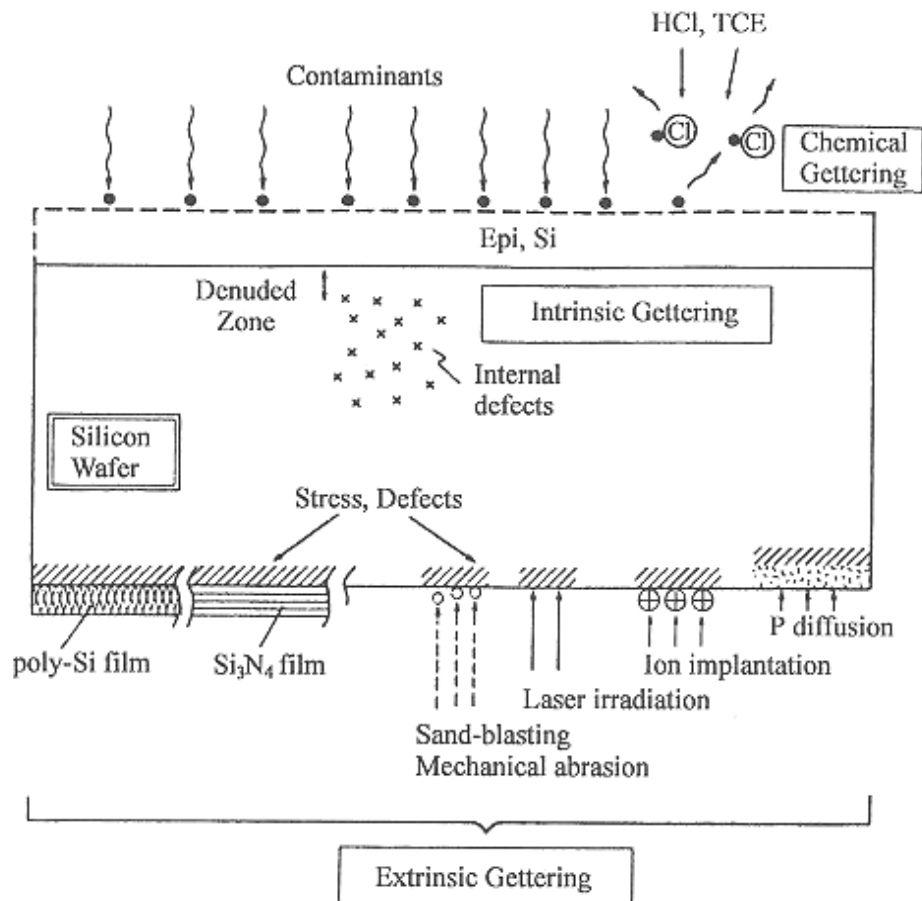 HCl, TCE
Contaminants
Cl
Cl
Chemical
Gettering
Epi, Si
Denuded
Zone
Intrinsic Gettering
Internal
defects
Silicon
Wafer
Stress, Defects
poly-Si film
Si₃N₄ film
P diffusion
Ion implantation
Laser irradiation
Sand-blasting
Mechanical abrasion
Extrinsic Gettering